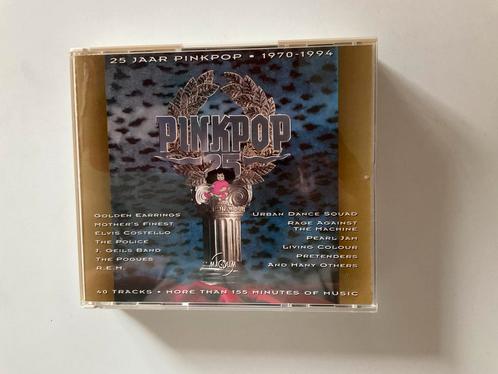 25 JAAR PINKPOP • 1970-1994
PINKPOP
25
GOLDEN EARRINGS
MOTHER'S FINEST
ELVIS COSTELLO
THE POLICE
J. GEILS BAND
THE POGUES
R.E.M.
URBAN DANCE SQUAD
RAGE AGAINST
THE MACHINE
PEARL JAM
LIVING COLOUR
PRETENDERS
AND MANY OTHERS
MAGNUM
40 TRACKS • MORE THAN 155 MINUTES OF MUSIC